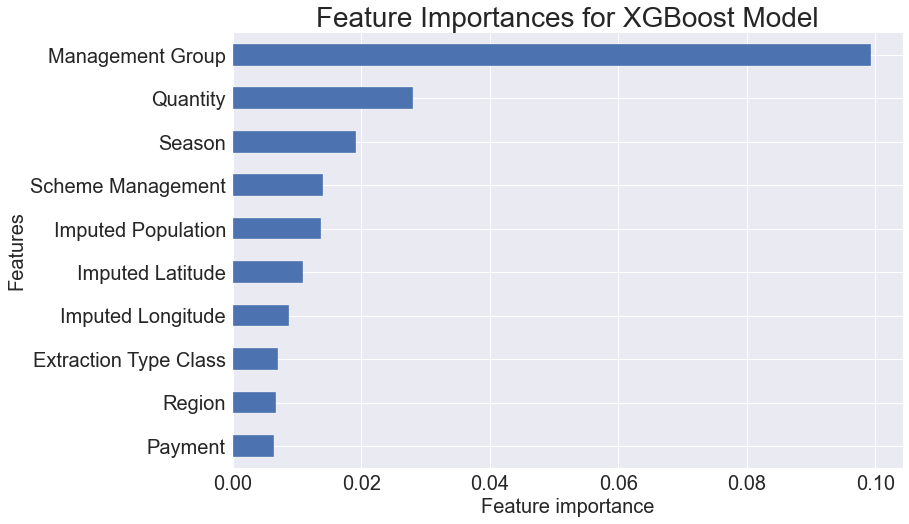 Feature Importances for XGBoost Model
Management Group
Quantity
Season
Scheme Management
Imputed Population
Imputed Latitude
Imputed Longitude
Extraction Type Class
Region
Payment
Features
0.00 0.02 0.04 0.06 0.08 0.10
Feature importance